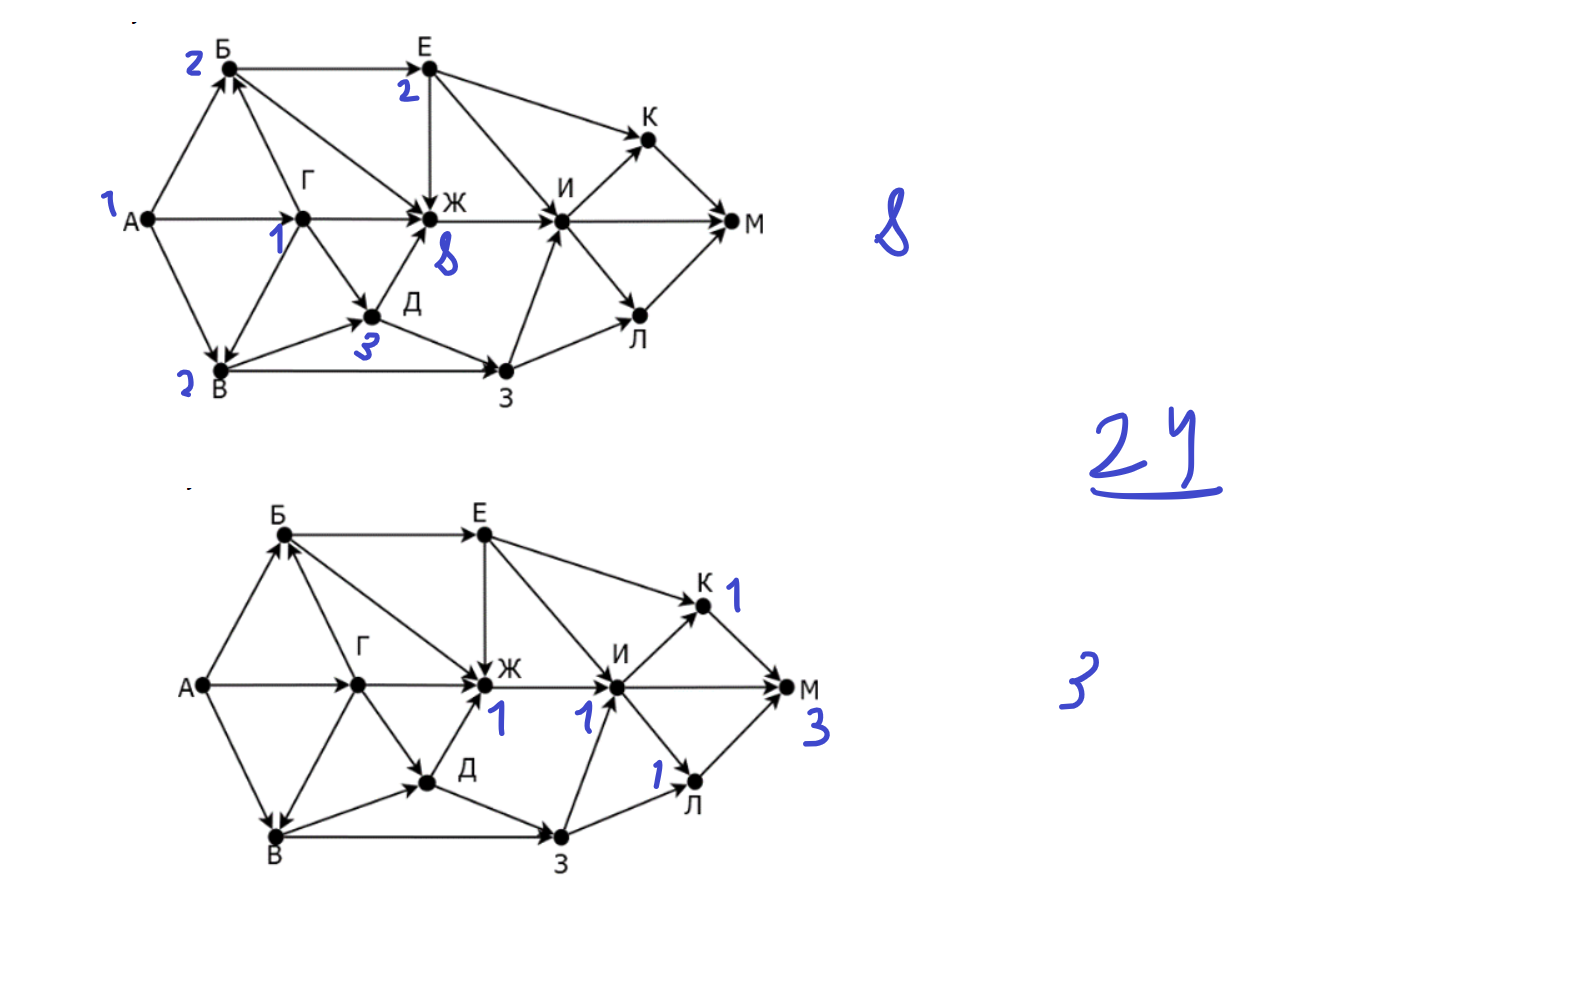 Б Е
2 2
К
Г
1 А Ж И М
1 8 8
Д
3
Л
2 В З
24
Б Е
К 1
Г И
А Ж М
1 1 3 3
Д 1
Л
В З